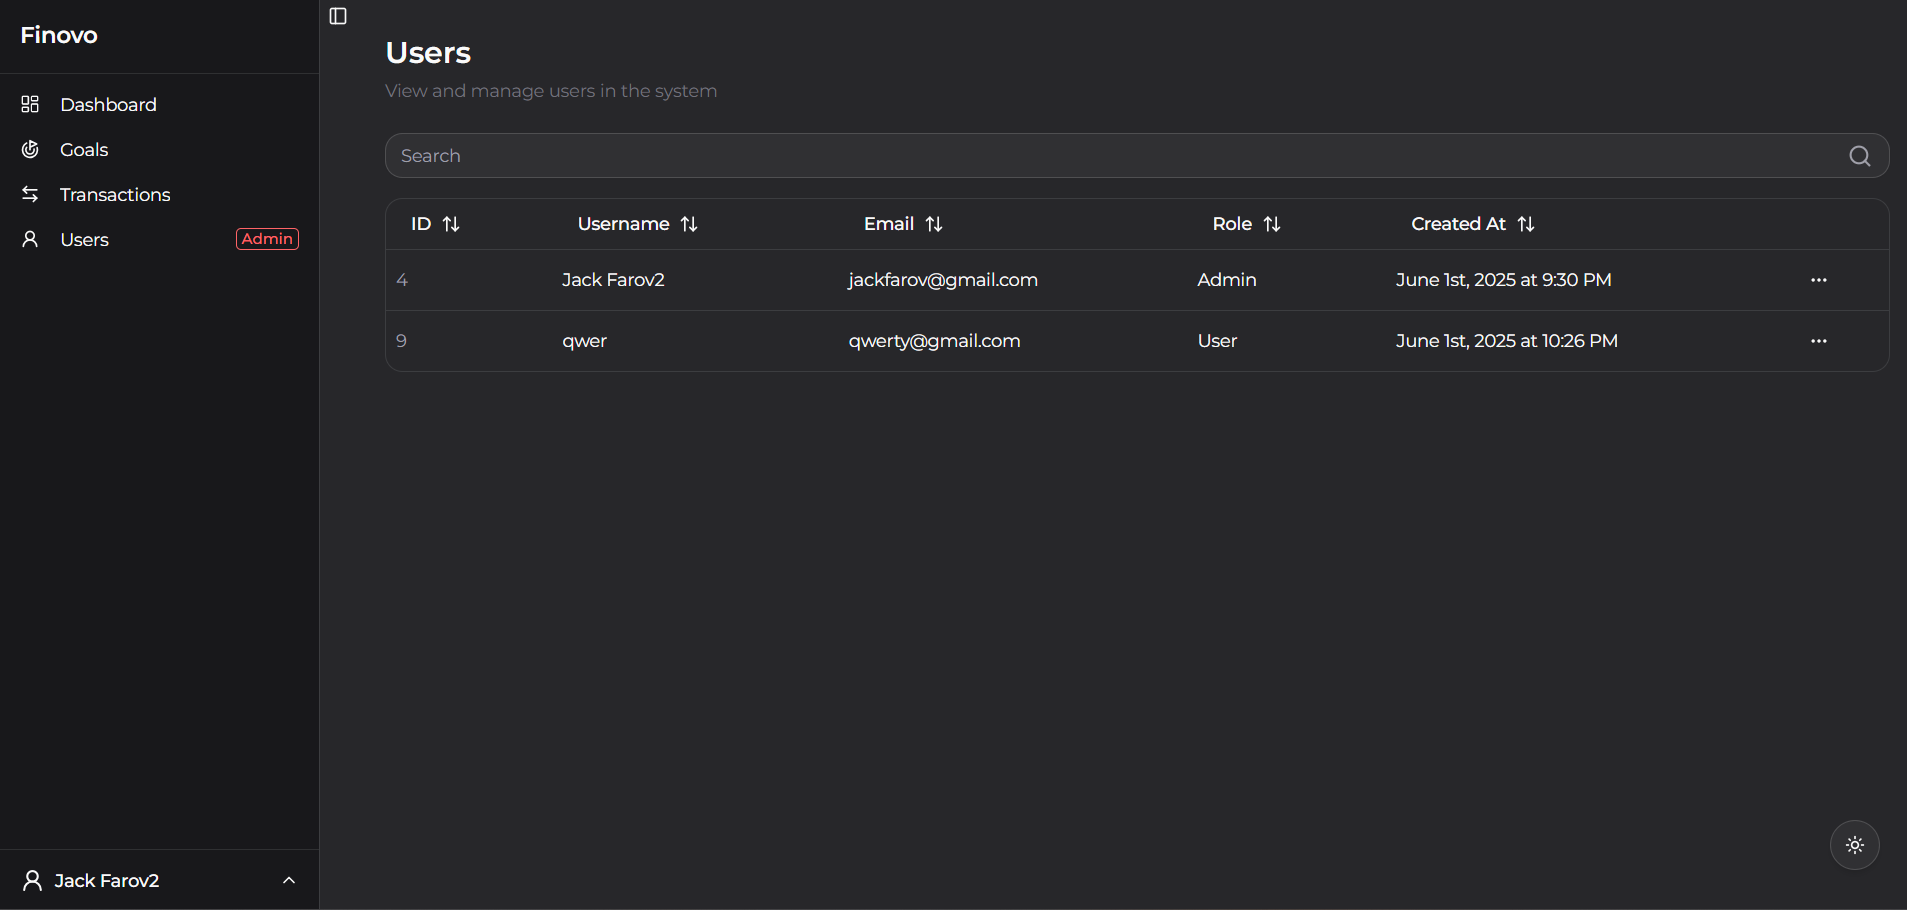 Finovo
Dashboard
Goals
Transactions
Users Admin
Jack Farov2
Users
View and manage users in the system
Search
ID Username Email Role Created At
4 Jack Farov2 jackfarov@gmail.com Admin June 1st, 2025 at 9:30 PM
9 qwer qwerty@gmail.com User June 1st, 2025 at 10:26 PM